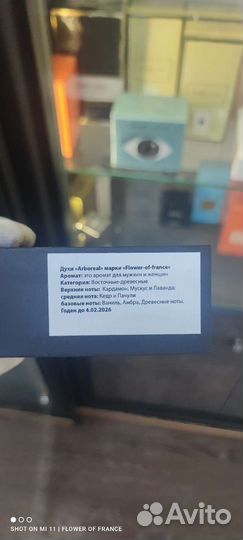 Духи «Arboreal» марки «Flower-of-france»
Аромат: это аромат для мужчин и женщин
Категория: Восточные-древесные
Верхние ноты: Кардамон, Мускус и Лаванда;
средняя нота: Кедр и Пачули
базовые ноты: Ваниль, Амбра, Древесные ноты.
Годен до 4.02.2026
SHOT ON MI 11 | FLOWER OF FRANCE
Avito